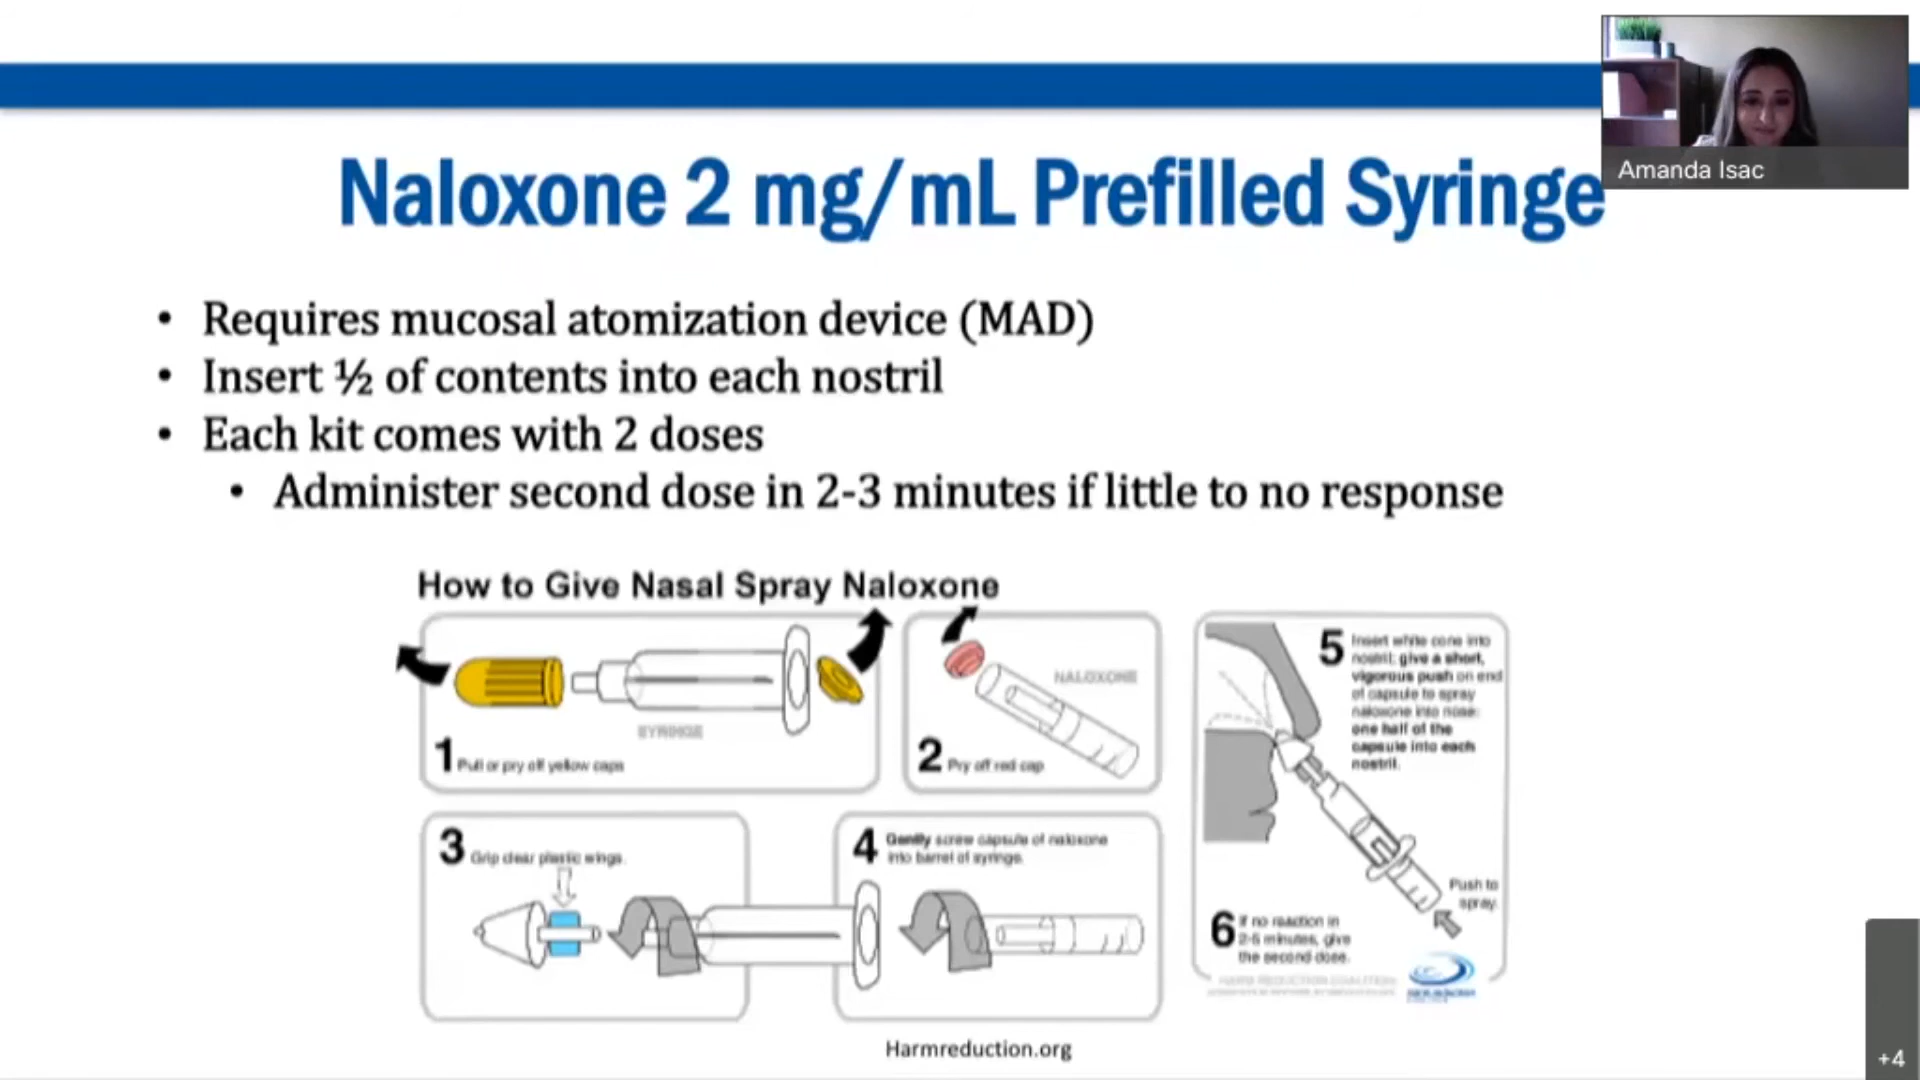 Amanda Isac
Naloxone 2 mg/mL Prefilled Syringe
• Requires mucosal atomization device (MAD)
• Insert ½ of contents into each nostril
• Each kit comes with 2 doses
• Administer second dose in 2-3 minutes if little to no response
How to Give Nasal Spray Naloxone
SYRINGE
1 Pull or pry off yellow caps
NALOXONE
2 Pry off red cap
3 Grip clear plastic wings.
4 Gently screw capsule of naloxone
into barrel of syringe.
5 Insert white cone into
nostril; give a short,
vigorous push on end
of capsule to spray
naloxone into nose:
one half of the
capsule into each
nostril.
Push to
spray.
6 If no reaction in
2-5 minutes, give
the second dose.
HARM REDUCTION COALITION
Harmreduction.org
+4